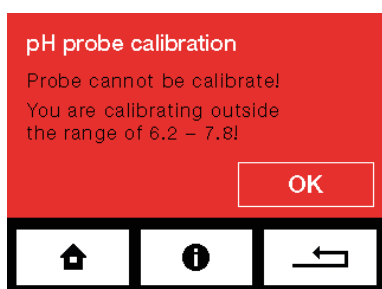 pH probe calibration
Probe cannot be calibrate!
You are calibrating outside
the range of 6.2 – 7.8!
OK